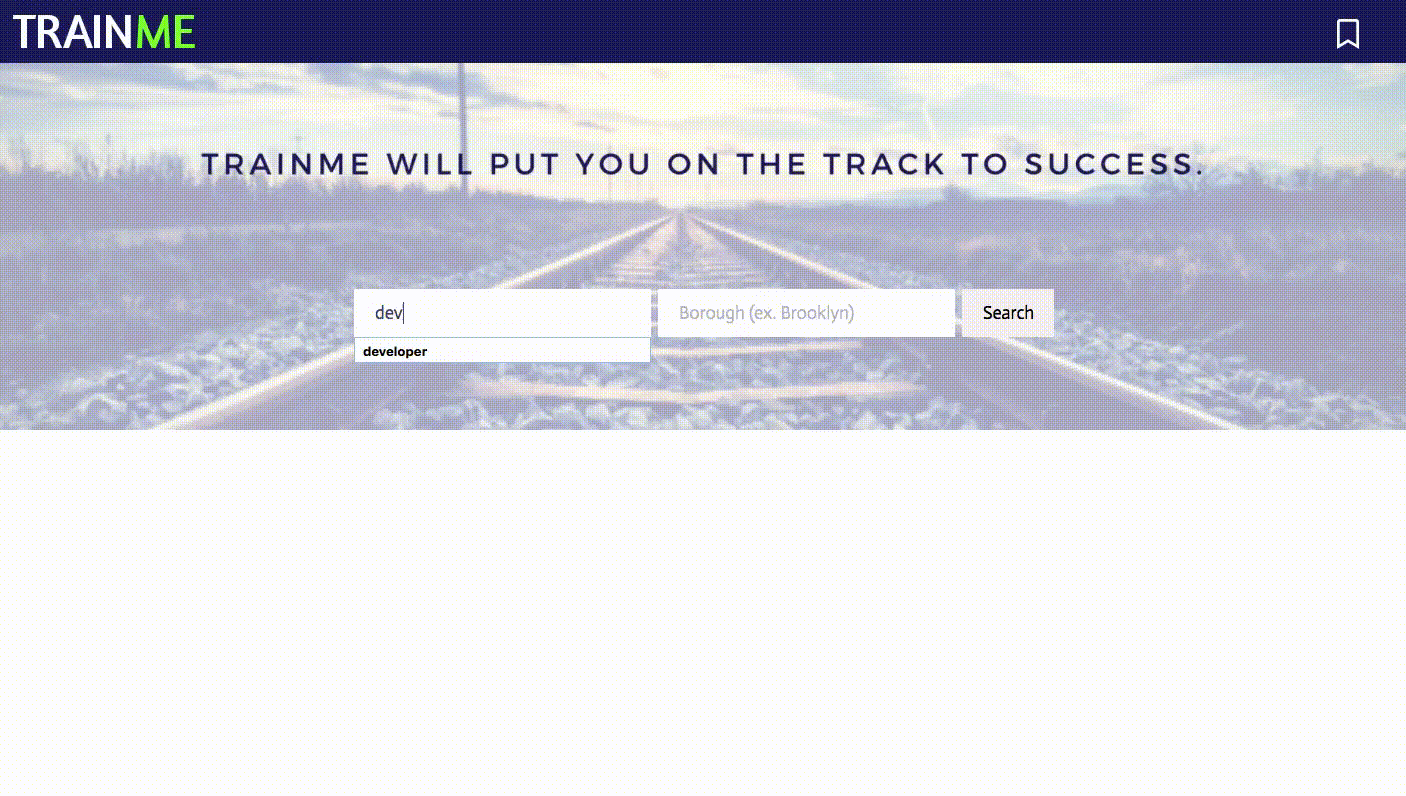 TRAINME
TRAINME WILL PUT YOU ON THE TRACK TO SUCCESS.
dev Borough (ex. Brooklyn) Search
developer